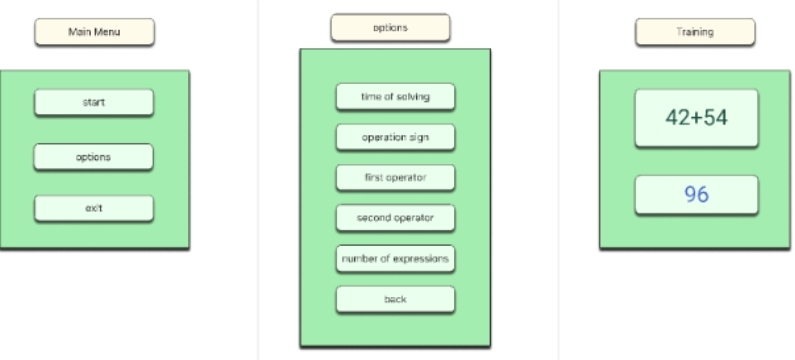 Main Menu
start
options
exit
options
time of solving
operation sign
first operator
second operator
number of expressions
back
Training
42+54
96